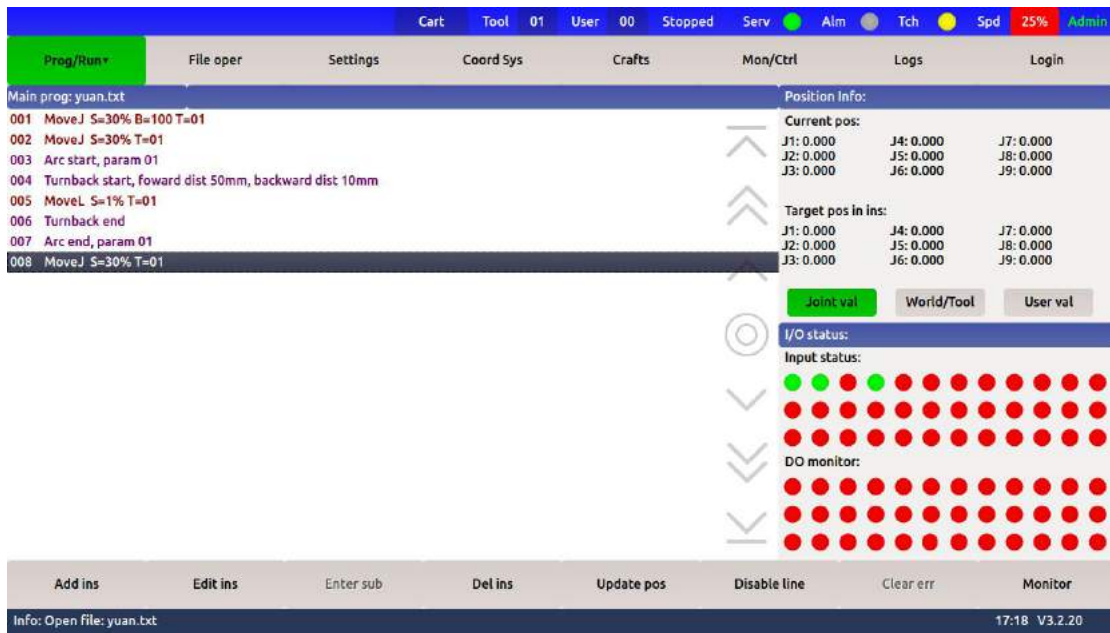 Cart Tool 01 User 00 Stopped Serv Alm Tch Spd 25% Admin
Prog/Run▾ File oper Settings Coord Sys Crafts Mon/Ctrl Logs Login
Main prog: yuan.txt
001 MoveJ S=30% B=100 T=01
002 MoveJ S=30% T=01
003 Arc start, param 01
004 Turnback start, foward dist 50mm, backward dist 10mm
005 MoveL S=1% T=01
006 Turnback end
007 Arc end, param 01
008 MoveJ S=30% T=01
Position Info:
Current pos:
J1: 0.000 J4: 0.000 J7: 0.000
J2: 0.000 J5: 0.000 J8: 0.000
J3: 0.000 J6: 0.000 J9: 0.000
Target pos in ins:
J1: 0.000 J4: 0.000 J7: 0.000
J2: 0.000 J5: 0.000 J8: 0.000
J3: 0.000 J6: 0.000 J9: 0.000
Joint val World/Tool User val
I/O status:
Input status:
DO monitor:
Add ins Edit ins Enter sub Del ins Update pos Disable line Clear err Monitor
Info: Open file: yuan.txt 17:18 V3.2.20